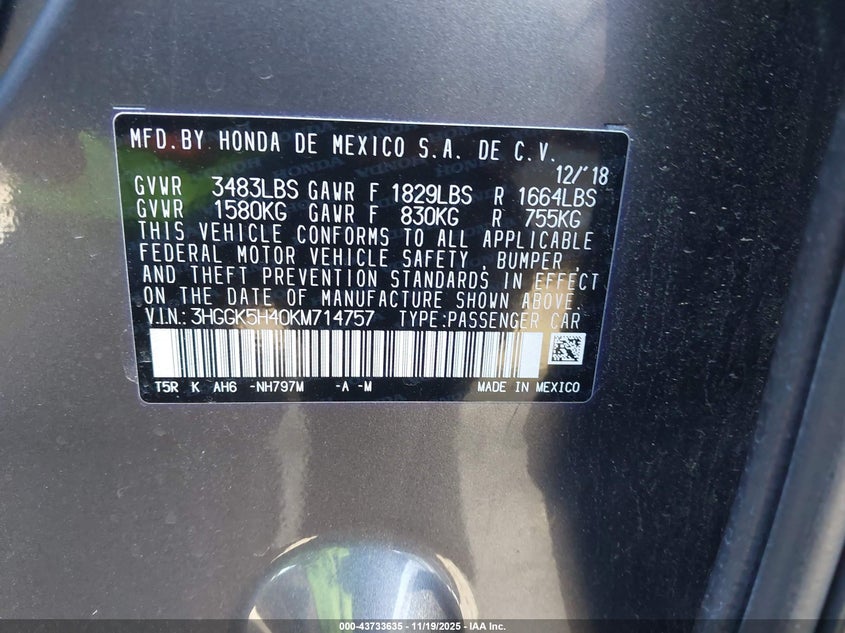 MFD.BY HONDA DE MEXICO S.A. DE C.V.
12/'18
GVWR 3483LBS GAWR F 1829LBS R 1664LBS
GVWR 1580KG GAWR F 830KG R 755KG
THIS VEHICLE CONFORMS TO ALL APPLICABLE
FEDERAL MOTOR VEHICLE SAFETY, BUMPER,
AND THEFT PREVENTION STANDARDS IN EFFECT
ON THE DATE OF MANUFACTURE SHOWN ABOVE.
V.I.N.: 3HGGK5H40KM714757 TYPE:PASSENGER CAR
T5R K AH6 -NH797M -A -M MADE IN MEXICO
000-43733635 - 11/19/2025 - IAA Inc.